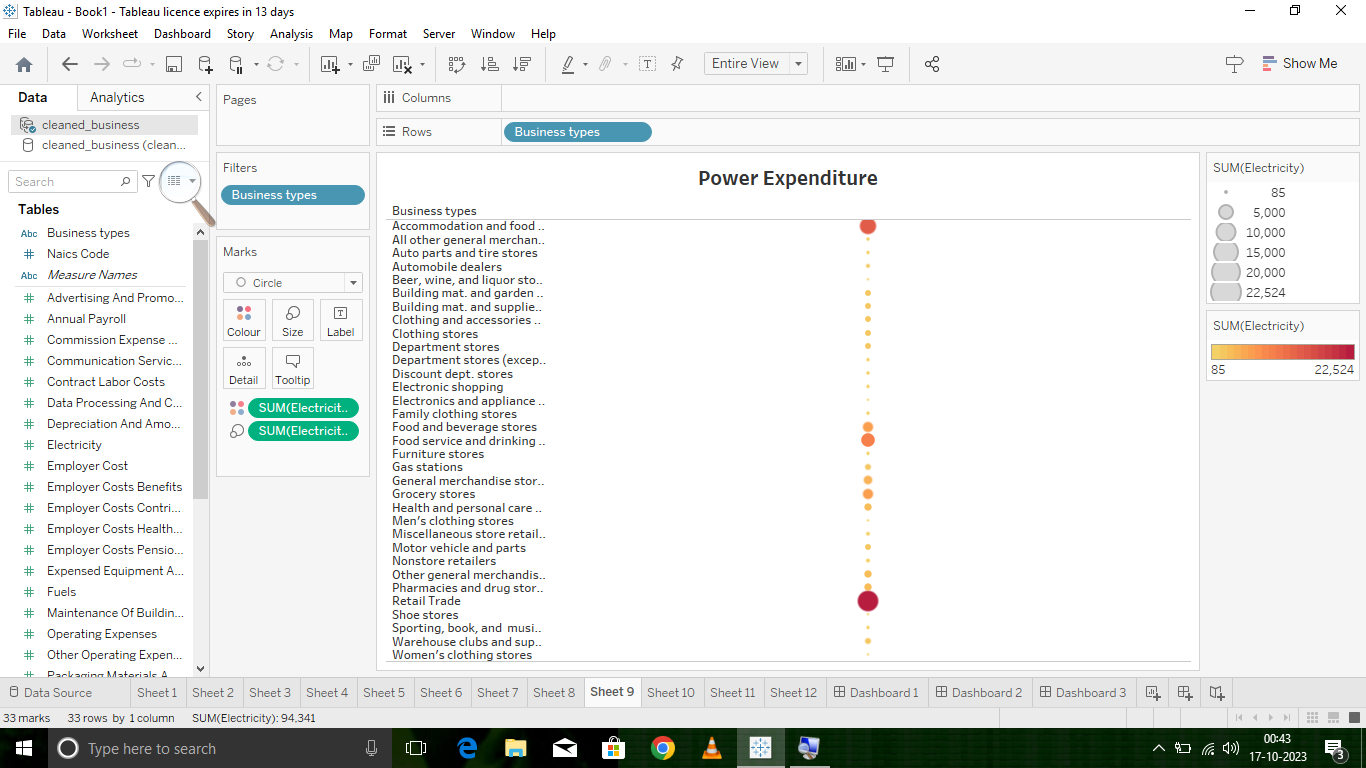 Tableau - Book1 - Tableau licence expires in 13 days
File Data Worksheet Dashboard Story Analysis Map Format Server Window Help
Entire View
Show Me
Data Analytics
cleaned_business
cleaned_business (clean...
Search
Tables
Abc Business types
# Naics Code
Abc Measure Names
# Advertising And Promo...
# Annual Payroll
# Commission Expense ...
# Communication Servic...
# Contract Labor Costs
# Data Processing And C...
# Depreciation And Amo...
# Electricity
# Employer Cost
# Employer Costs Benefits
# Employer Costs Contri...
# Employer Costs Health...
# Employer Costs Pensio...
# Expensed Equipment A...
# Fuels
# Maintenance Of Buildin...
# Operating Expenses
# Other Operating Expen...
Packaging Materials A
Pages
Filters
Business types
Marks
Circle
Colour Size Label
Detail Tooltip
SUM(Electricit..
SUM(Electricit..
Columns
Rows Business types
Power Expenditure
Business types
Accommodation and food ..
All other general merchan..
Auto parts and tire stores
Automobile dealers
Beer, wine, and liquor sto..
Building mat. and garden ..
Building mat. and supplie..
Clothing and accessories ..
Clothing stores
Department stores
Department stores (excep..
Discount dept. stores
Electronic shopping
Electronics and appliance ..
Family clothing stores
Food and beverage stores
Food service and drinking ..
Furniture stores
Gas stations
General merchandise stor..
Grocery stores
Health and personal care ..
Men's clothing stores
Miscellaneous store retail..
Motor vehicle and parts
Nonstore retailers
Other general merchandis..
Pharmacies and drug stor..
Retail Trade
Shoe stores
Sporting, book, and musi..
Warehouse clubs and sup..
Women's clothing stores
SUM(Electricity)
85
5,000
10,000
15,000
20,000
22,524
SUM(Electricity)
85 22,524
Data Source Sheet 1 Sheet 2 Sheet 3 Sheet 4 Sheet 5 Sheet 6 Sheet 7 Sheet 8 Sheet 9 Sheet 10 Sheet 11 Sheet 12 Dashboard 1 Dashboard 2 Dashboard 3
33 marks 33 rows by 1 column SUM(Electricity): 94,341
Type here to search
00:43
17-10-2023
3